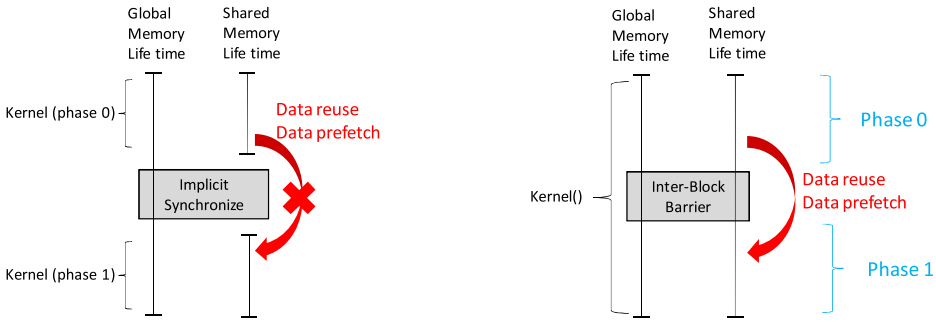 Global
Memory
Life time
Shared
Memory
Life time
Kernel (phase 0)
Data reuse
Data prefetch
Implicit
Synchronize
Kernel (phase 1)
Global
Memory
Life time
Shared
Memory
Life time
Phase 0
Kernel()
Inter-Block
Barrier
Data reuse
Data prefetch
Phase 1